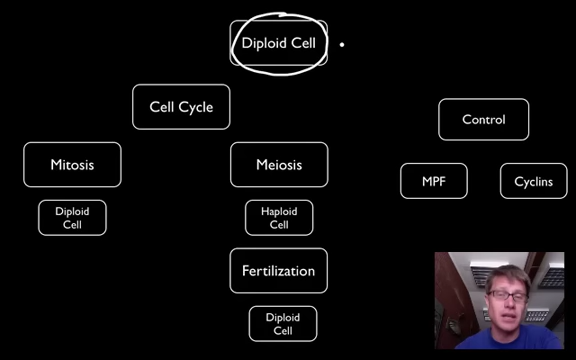 Diploid Cell
Cell Cycle
Control
Mitosis
Meiosis
MPF
Cyclins
Diploid
Cell
Haploid
Cell
Fertilization
Diploid
Cell